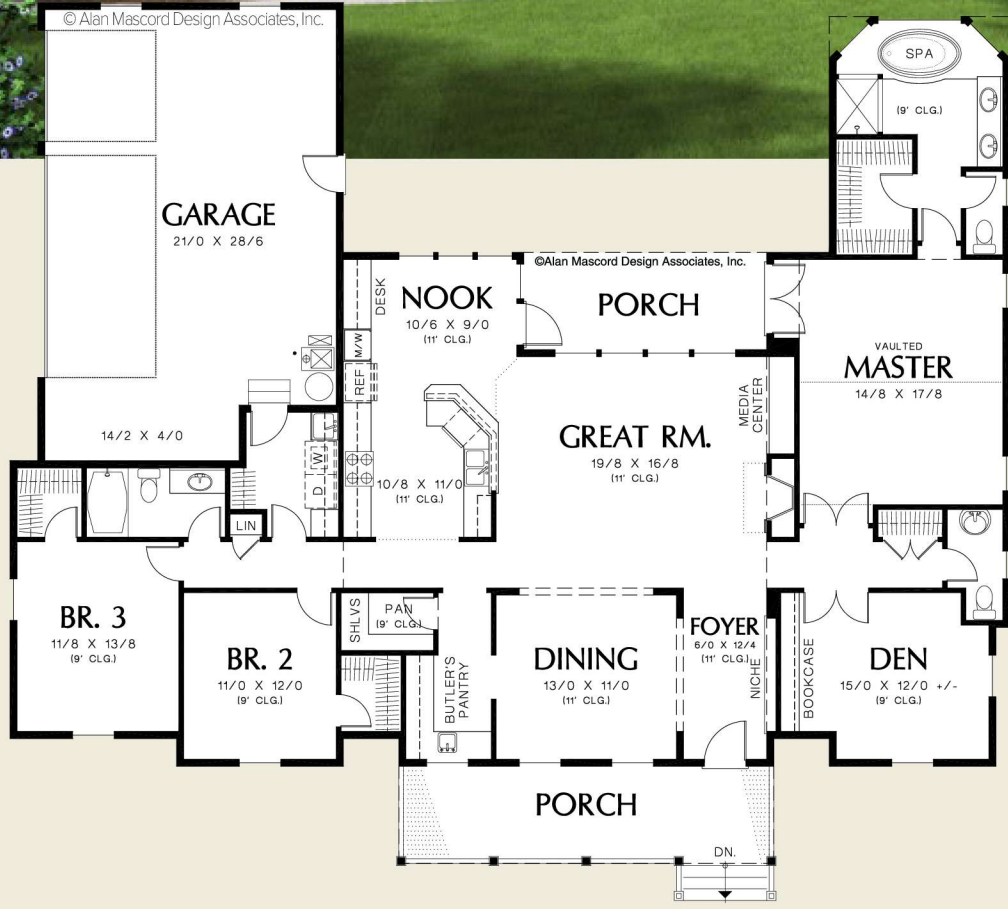 © Alan Mascord Design Associates, Inc.
SPA
(9' CLG.)
GARAGE
21/0 X 28/6
©Alan Mascord Design Associates, Inc.
DESK
NOOK
10/6 X 9/0
(11' CLG.)
PORCH
M/W
REF
VAULTED
MASTER
14/8 X 17/8
MEDIA
CENTER
14/2 X 4/0
GREAT RM.
19/8 X 16/8
(11' CLG.)
W
D
10/8 X 11/0
(11' CLG.)
LIN
BR. 3
11/8 X 13/8
(9' CLG.)
SHLVS
PAN
(9' CLG.)
BR. 2
11/0 X 12/0
(9' CLG.)
BUTLER'S
PANTRY
DINING
13/0 X 11/0
(11' CLG.)
FOYER
6/0 X 12/4
(11' CLG.)
NICHE
BOOKCASE
DEN
15/0 X 12/0 +/-
(9' CLG.)
PORCH
DN.